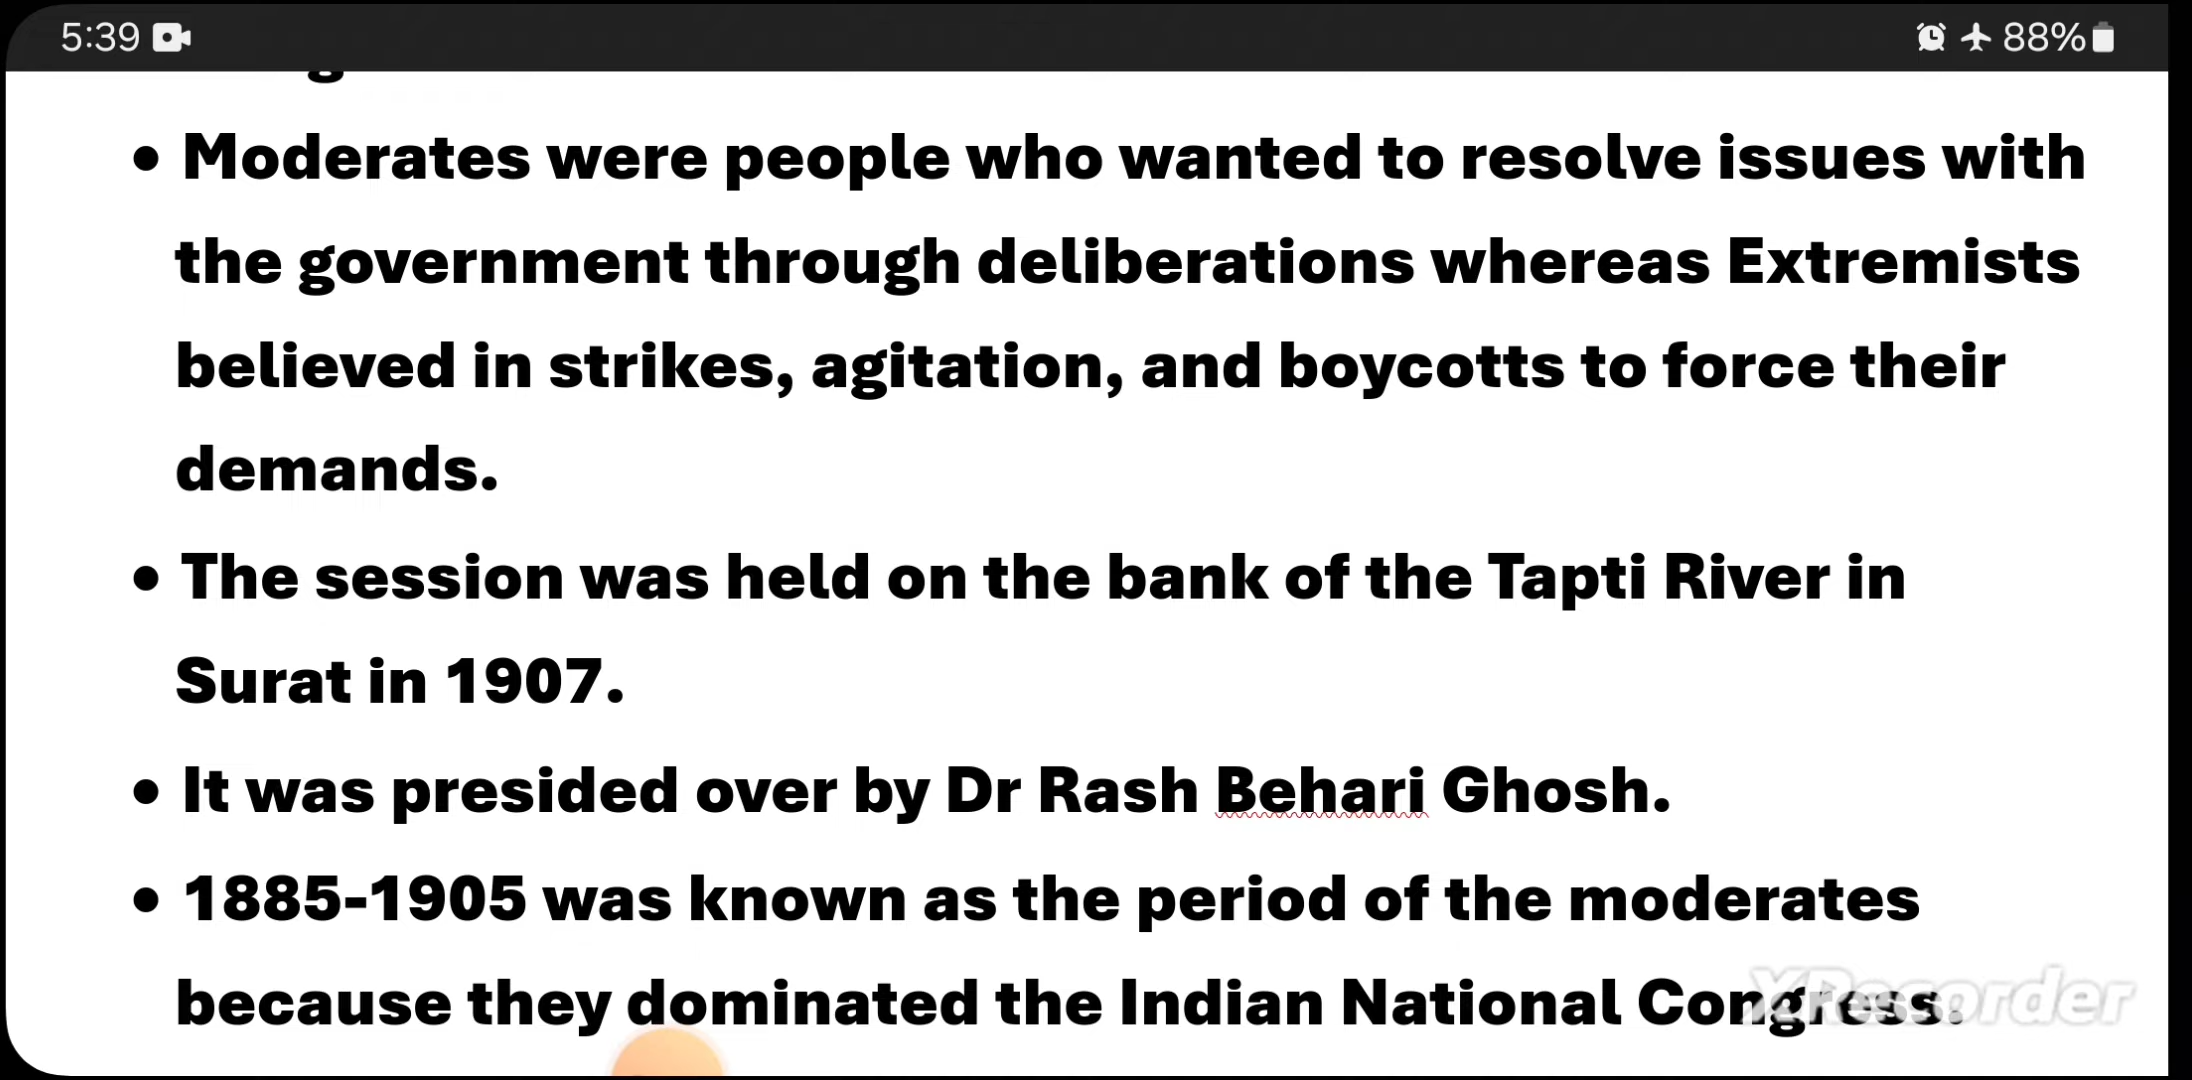 5:39 88%
• Moderates were people who wanted to resolve issues with
the government through deliberations whereas Extremists
believed in strikes, agitation, and boycotts to force their
demands.
• The session was held on the bank of the Tapti River in
Surat in 1907.
• It was presided over by Dr Rash Behari Ghosh.
• 1885-1905 was known as the period of the moderates
because they dominated the Indian National Congress.
XRecorder